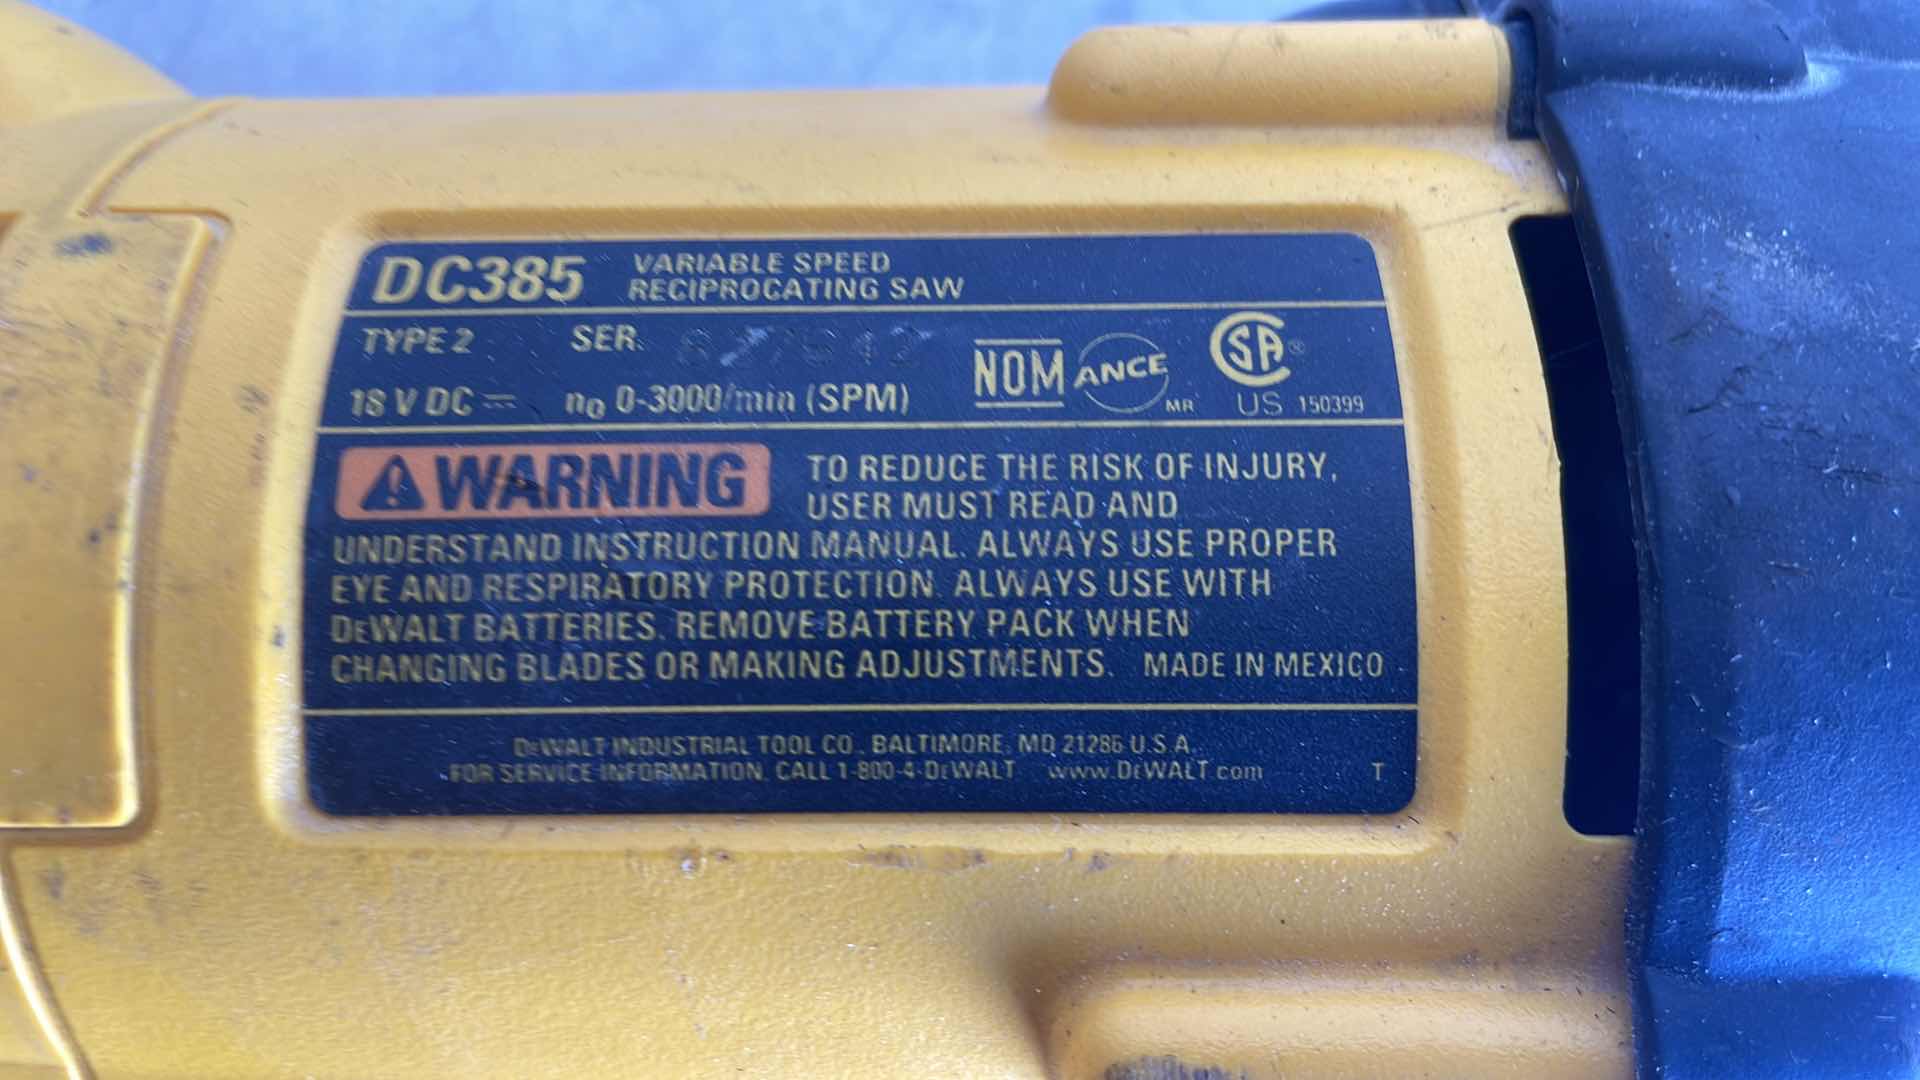 DC385 VARIABLE SPEED
RECIPROCATING SAW
TYPE 2 SER.
18 V DC ⎓ n₀ 0-3000/min (SPM)
NOM ANCE MR
CSA ® US 150399
⚠ WARNING TO REDUCE THE RISK OF INJURY,
USER MUST READ AND
UNDERSTAND INSTRUCTION MANUAL. ALWAYS USE PROPER
EYE AND RESPIRATORY PROTECTION. ALWAYS USE WITH
DEWALT BATTERIES. REMOVE BATTERY PACK WHEN
CHANGING BLADES OR MAKING ADJUSTMENTS. MADE IN MEXICO
DEWALT INDUSTRIAL TOOL CO., BALTIMORE, MD 21286 U.S.A.
FOR SERVICE INFORMATION, CALL 1-800-4-DEWALT www.DEWALT.com T